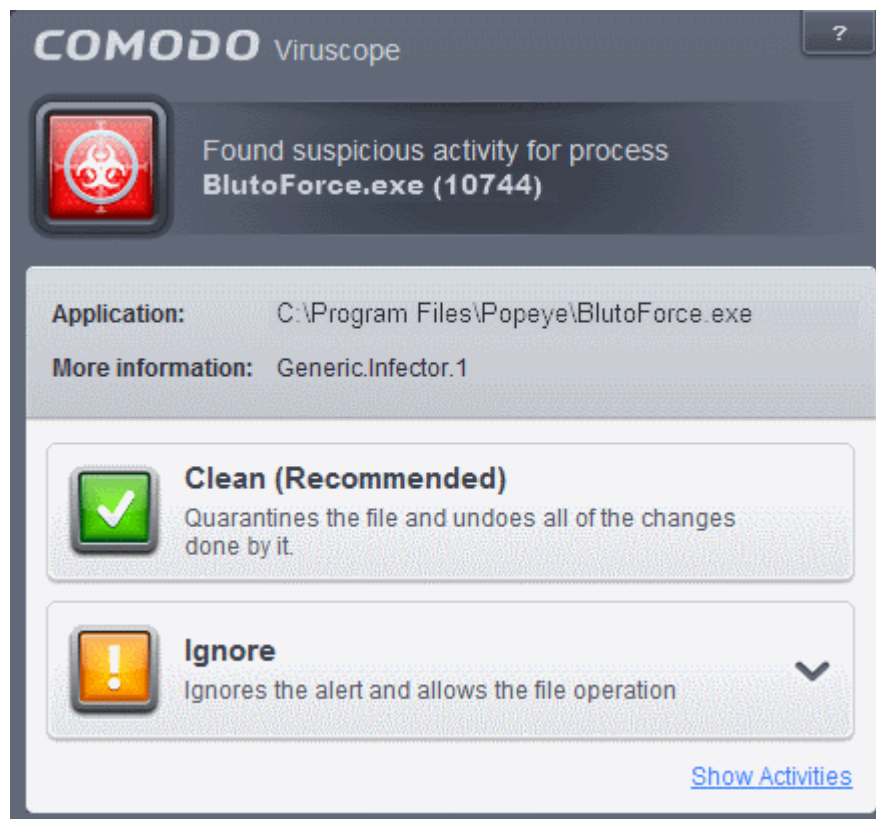 COMODO Viruscope
?
Found suspicious activity for process
BlutoForce.exe (10744)
Application: C:\Program Files\Popeye\BlutoForce.exe
More information: Generic.Infector.1
Clean (Recommended)
Quarantines the file and undoes all of the changes
done by it.
Ignore
Ignores the alert and allows the file operation
Show Activities